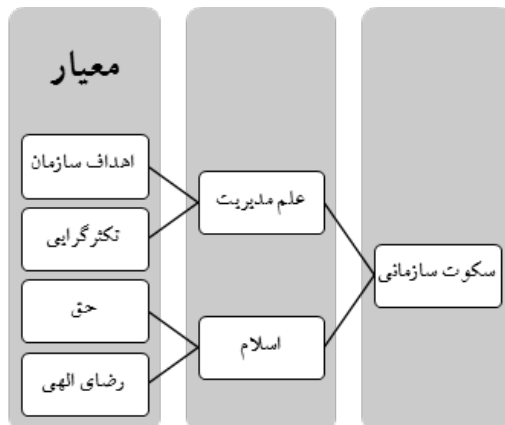 معیار
اهداف سازمان
علم مدیریت
تکثرگرایی
سکوت سازمانی
حق
اسلام
رضای الهی